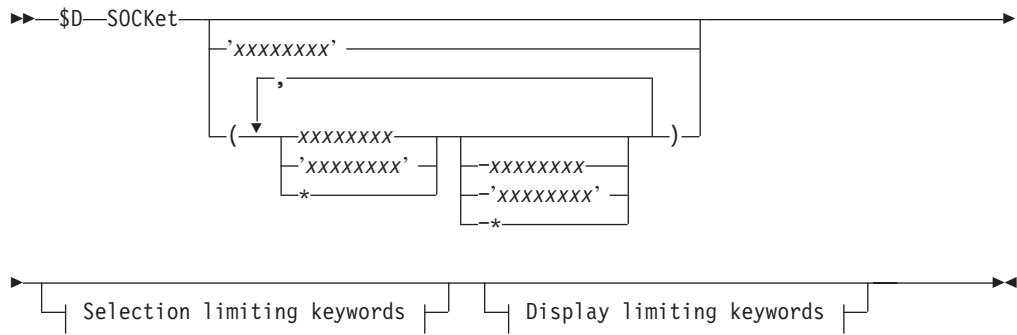 $D SOCKet
'xxxxxxxx'
,
( xxxxxxxx )
'xxxxxxxx' -xxxxxxxx
* -'xxxxxxxx'
-*
Selection limiting keywords Display limiting keywords